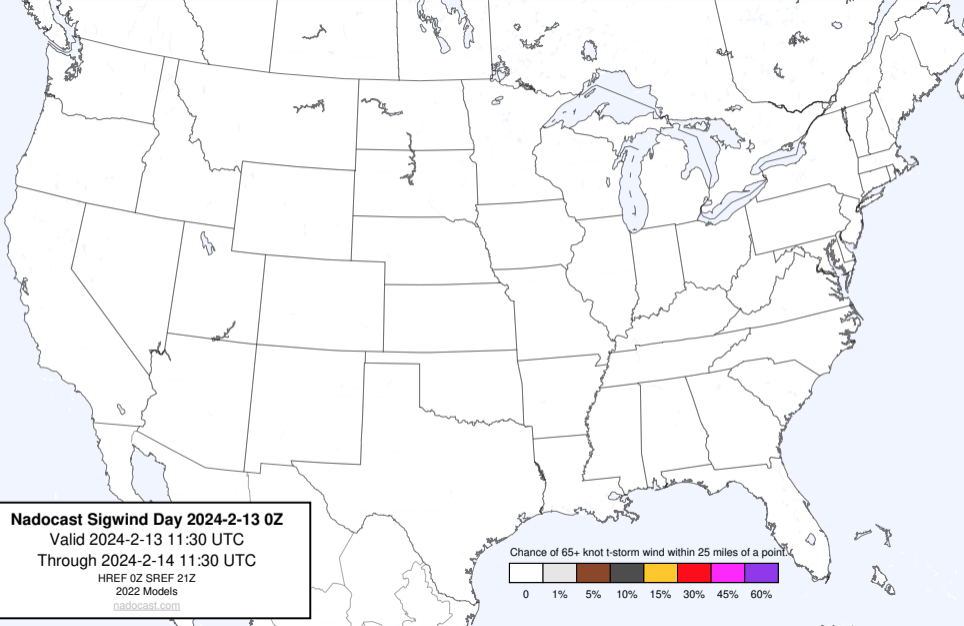 Nadocast Sigwind Day 2024-2-13 0Z
Valid 2024-2-13 11:30 UTC
Through 2024-2-14 11:30 UTC
HREF 0Z SREF 21Z
2022 Models
nadocast.com
Chance of 65+ knot t-storm wind within 25 miles of a point.
0 1% 5% 10% 15% 30% 45% 60%